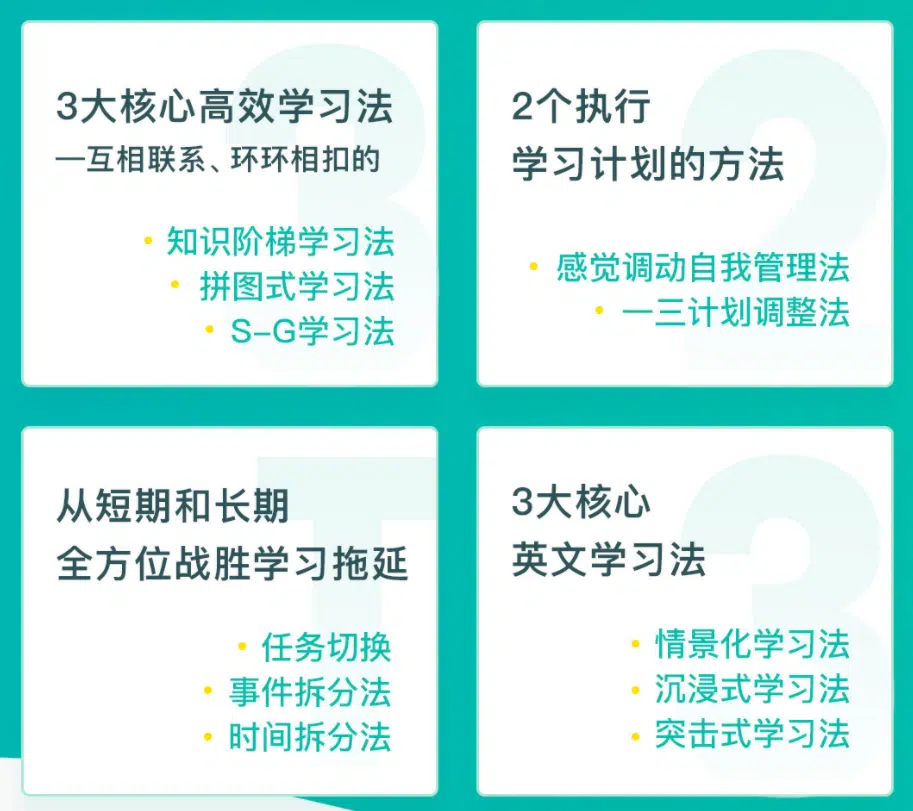 3大核心高效学习法
—互相联系、环环相扣的
• 知识阶梯学习法
• 拼图式学习法
• S-G学习法
2个执行
学习计划的方法
• 感觉调动自我管理法
• 一三计划调整法
从短期和长期
全方位战胜学习拖延
• 任务切换
• 事件拆分法
• 时间拆分法
3大核心
英文学习法
• 情景化学习法
• 沉浸式学习法
• 突击式学习法